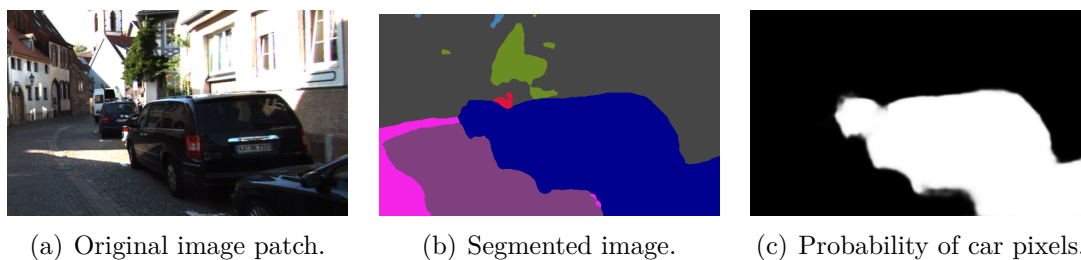 (a) Original image patch.
(b) Segmented image.
(c) Probability of car pixels.